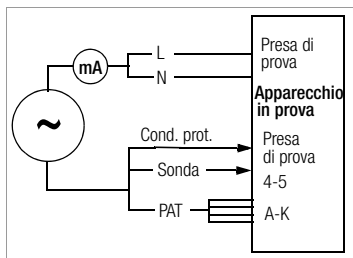 mA
L
N
Presa di
prova
Apparecchio
in prova
~
Cond. prot.
Sonda
PAT
Presa
di prova
4-5
A-K